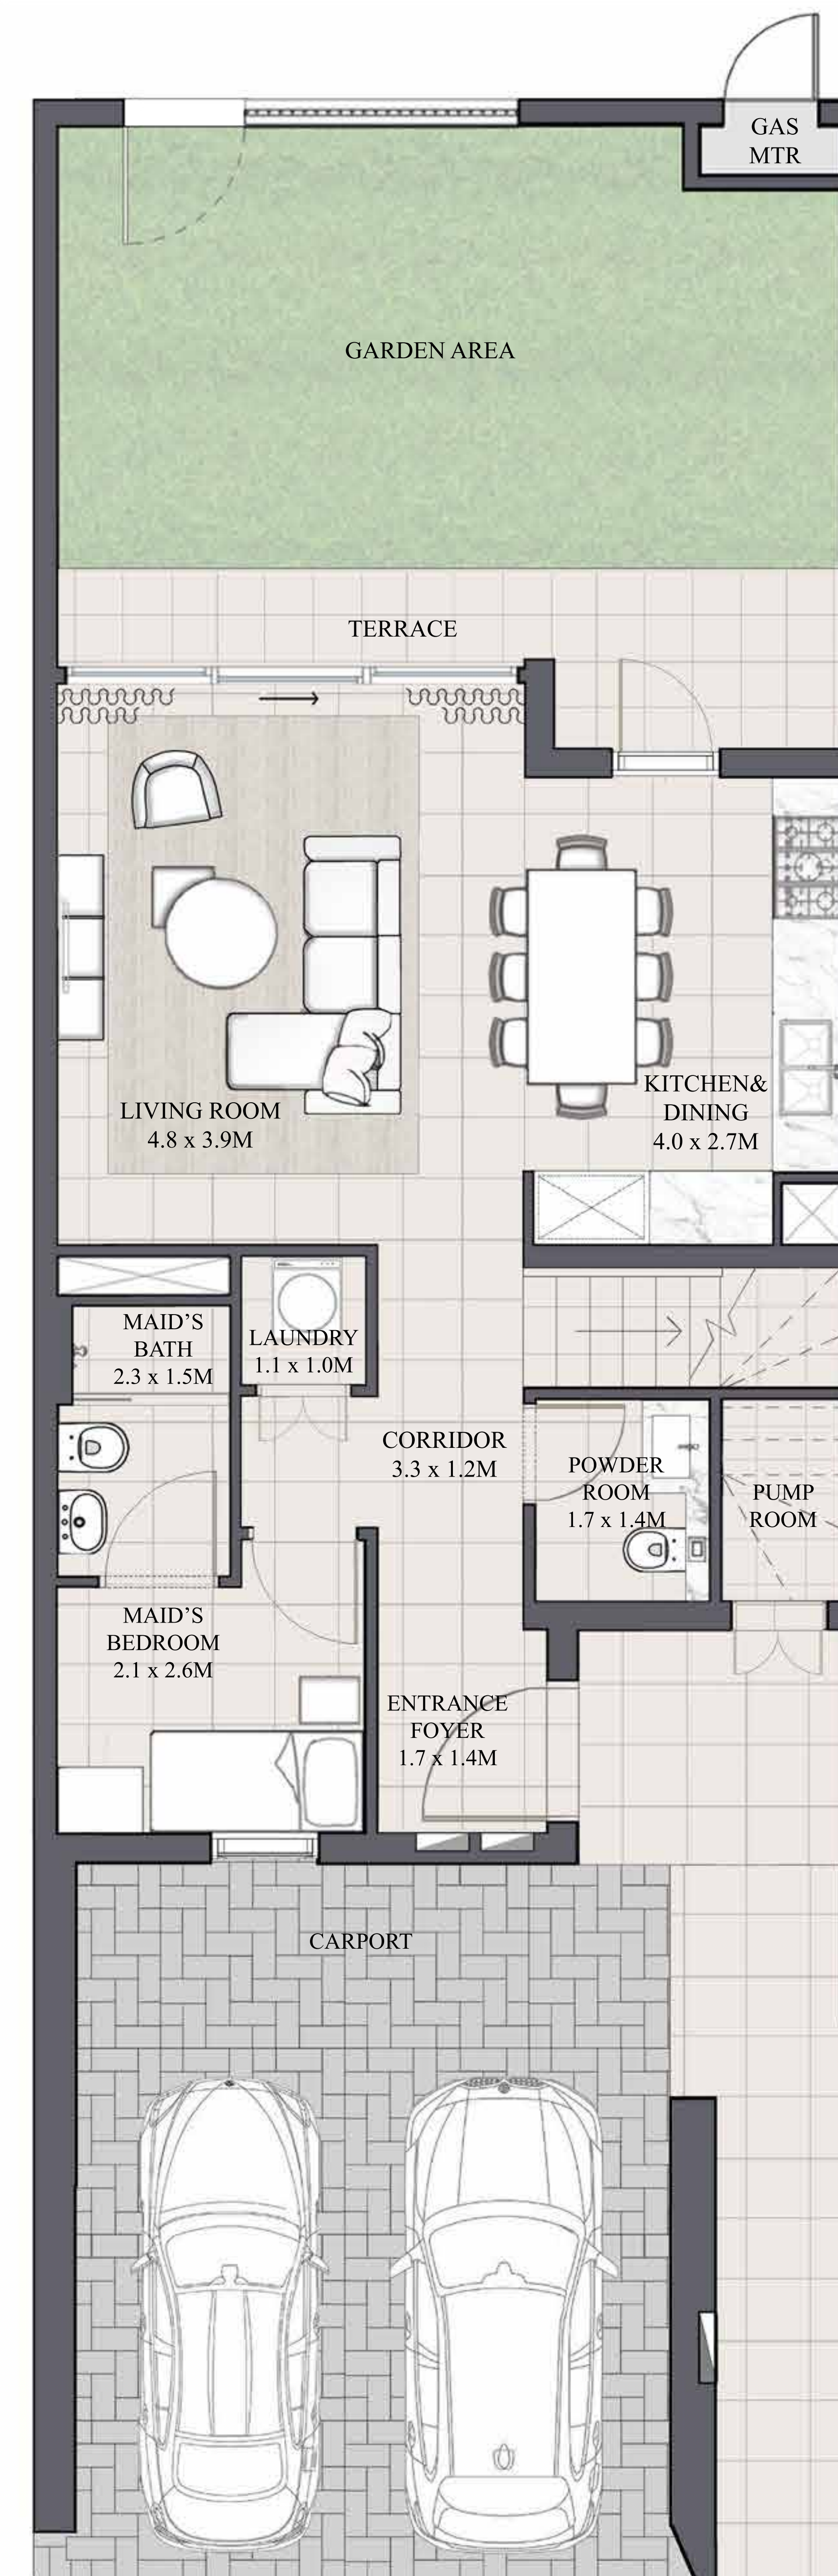 GAS
MTR
GARDEN AREA
TERRACE
LIVING ROOM
4.8 x 3.9M
KITCHEN&
DINING
4.0 x 2.7M
MAID'S
BATH
2.3 x 1.5M
LAUNDRY
1.1 x 1.0M
CORRIDOR
3.3 x 1.2M
POWDER
ROOM
1.7 x 1.4M
PUMP
ROOM
MAID'S
BEDROOM
2.1 x 2.6M
ENTRANCE
FOYER
1.7 x 1.4M
CARPORT